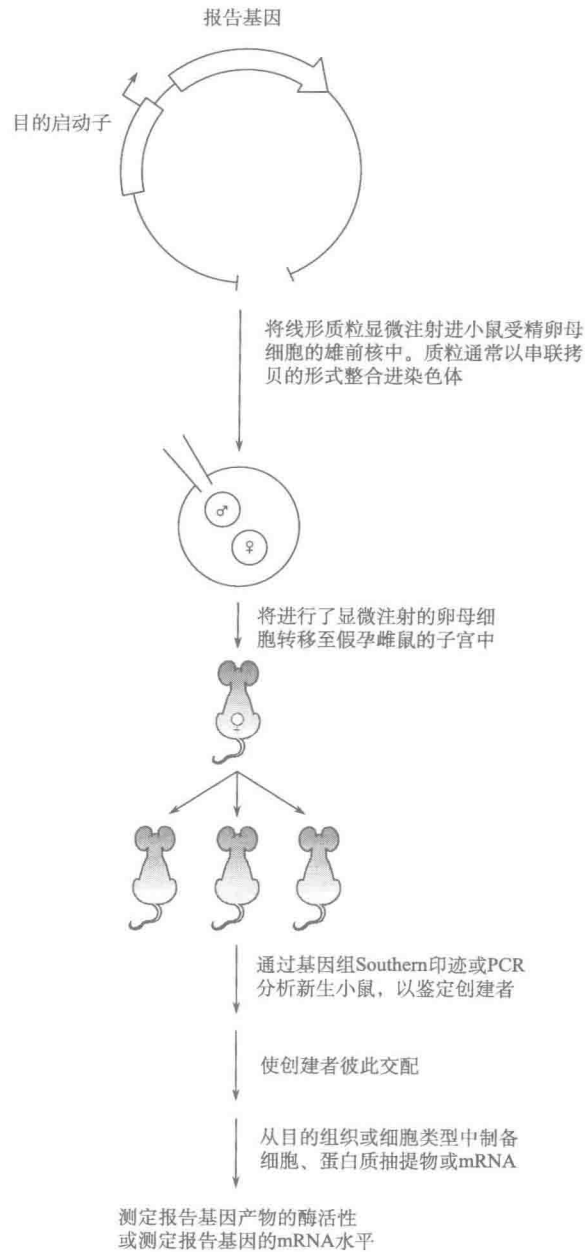 报告基因
目的启动子
将线形质粒显微注射进小鼠受精卵母
细胞的雄前核中。质粒通常以串联拷
贝的形式整合进染色体
♂
♀
将进行了显微注射的卵母细
胞转移至假孕雌鼠的子宫中
♀
通过基因组Southern印迹或PCR
分析新生小鼠，以鉴定创建者
使创建者彼此交配
从目的组织或细胞类型中制备
细胞、蛋白质抽提物或mRNA
测定报告基因产物的酶活性
或测定报告基因的mRNA水平